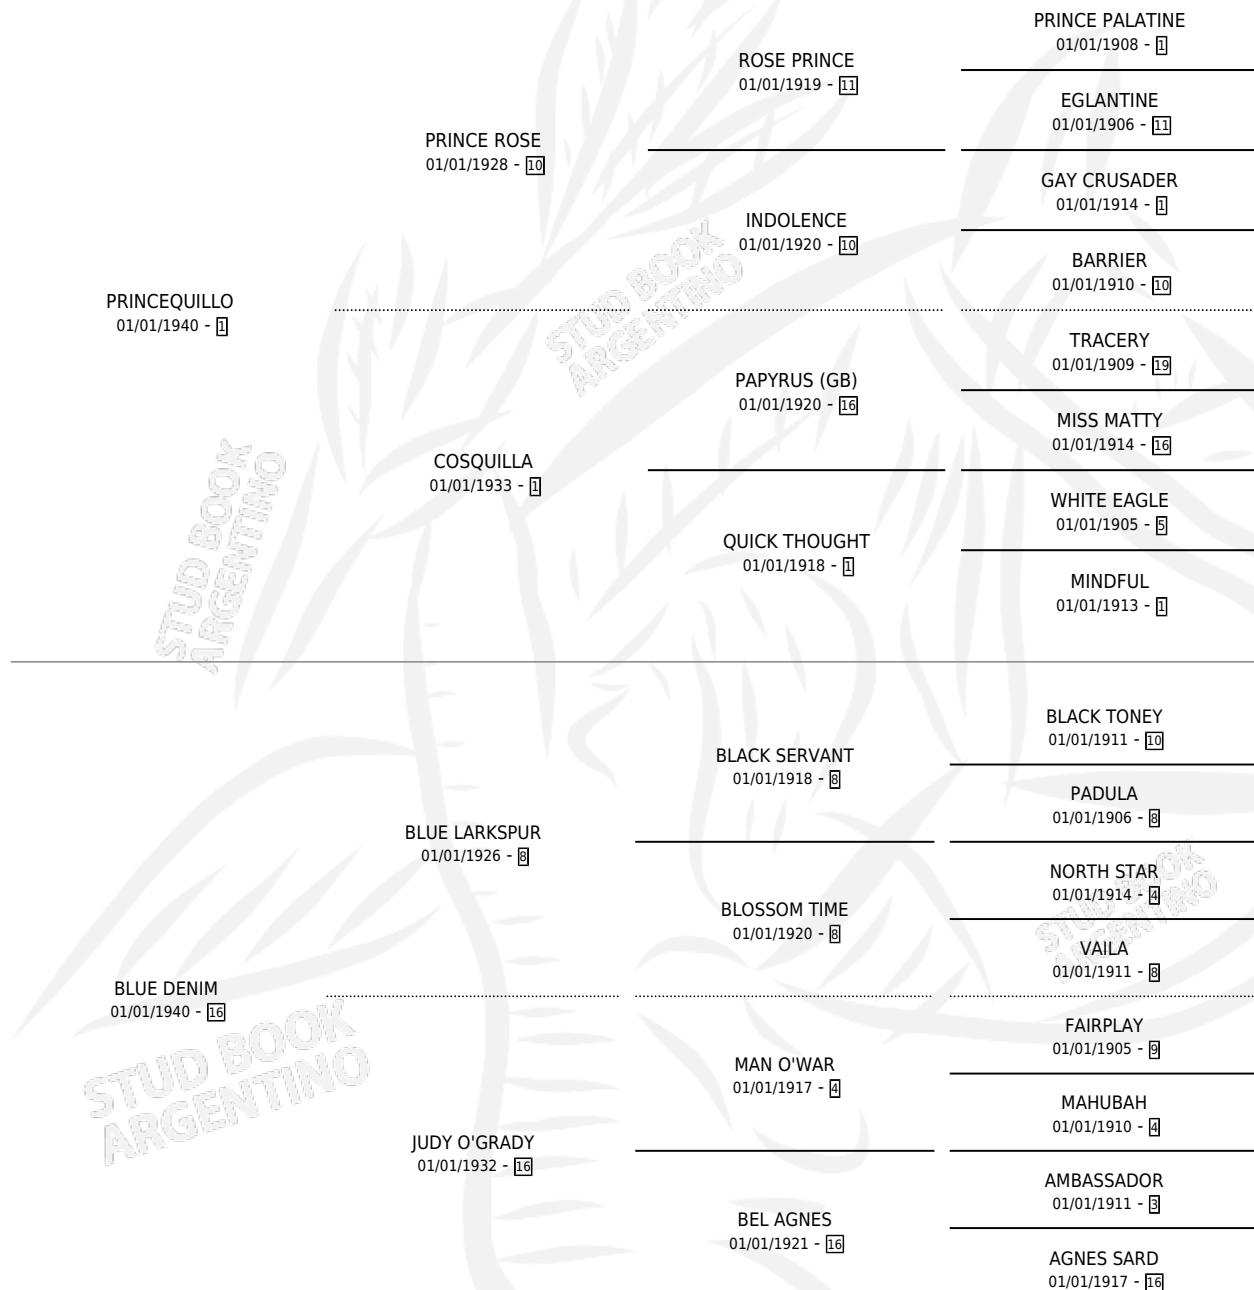 PRINCE PALATINE
01/01/1908 - 1
ROSE PRINCE
01/01/1919 - 11
EGLANTINE
01/01/1906 - 11
PRINCE ROSE
01/01/1928 - 10
GAY CRUSADER
01/01/1914 - 1
INDOLENCE
01/01/1920 - 10
BARRIER
01/01/1910 - 10
PRINCEQUILLO
01/01/1940 - 1
STUD BOOK
ARGENTINO
TRACERY
01/01/1909 - 19
PAPYRUS (GB)
01/01/1920 - 16
MISS MATTY
01/01/1914 - 16
COSQUILLA
01/01/1933 - 1
WHITE EAGLE
01/01/1905 - 5
QUICK THOUGHT
01/01/1918 - 1
MINDFUL
01/01/1913 - 1
STUD BOOK
ARGENTINO
BLACK TONEY
01/01/1911 - 10
BLACK SERVANT
01/01/1918 - 8
PADULA
01/01/1906 - 8
BLUE LARKSPUR
01/01/1926 - 8
NORTH STAR
01/01/1914 - 4
BLOSSOM TIME
01/01/1920 - 8
STUD BOOK
ARGENTINO
VAILA
01/01/1911 - 8
BLUE DENIM
01/01/1940 - 16
FAIRPLAY
01/01/1905 - 9
STUD BOOK
ARGENTINO
MAN O'WAR
01/01/1917 - 4
MAHUBAH
01/01/1910 - 4
JUDY O'GRADY
01/01/1932 - 16
AMBASSADOR
01/01/1911 - 3
BEL AGNES
01/01/1921 - 16
AGNES SARD
01/01/1917 - 16